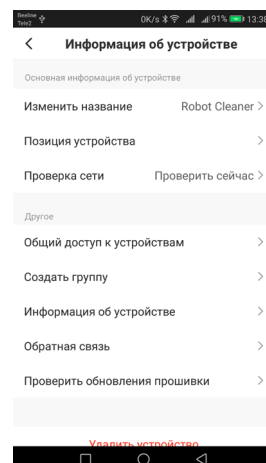 Beeline
Tele2
0K/s 91% 13:38
Информация об устройстве
Основная информация об устройстве
Изменить название Robot Cleaner
Позиция устройства
Проверка сети Проверить сейчас
Другое
Общий доступ к устройствам
Создать группу
Информация об устройстве
Обратная связь
Проверить обновления прошивки
Удалить устройство